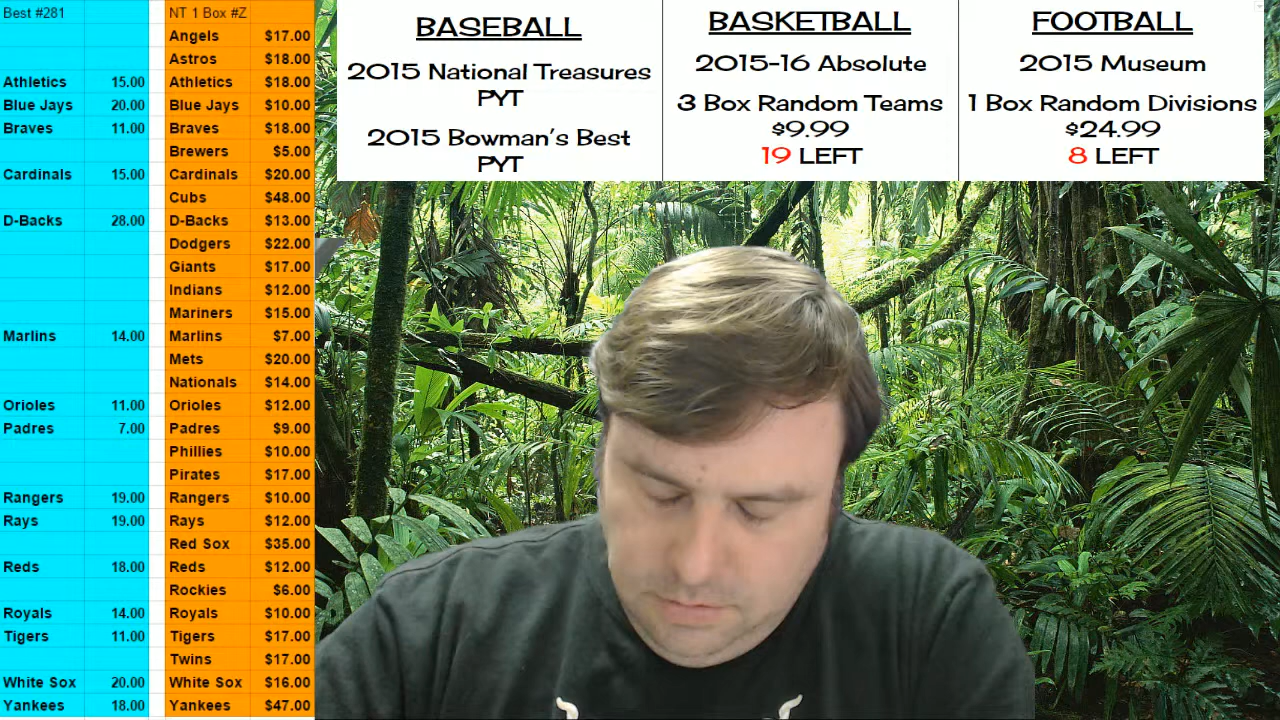 Best #281
Athletics 15.00
Blue Jays 20.00
Braves 11.00
Cardinals 15.00
D-Backs 28.00
Marlins 14.00
Orioles 11.00
Padres 7.00
Rangers 19.00
Rays 19.00
Reds 18.00
Royals 14.00
Tigers 11.00
White Sox 20.00
Yankees 18.00
NT 1 Box #Z
Angels $17.00
Astros $18.00
Athletics $18.00
Blue Jays $10.00
Braves $18.00
Brewers $5.00
Cardinals $20.00
Cubs $48.00
D-Backs $13.00
Dodgers $22.00
Giants $17.00
Indians $12.00
Mariners $15.00
Marlins $7.00
Mets $20.00
Nationals $14.00
Orioles $12.00
Padres $9.00
Phillies $10.00
Pirates $17.00
Rangers $10.00
Rays $12.00
Red Sox $35.00
Reds $12.00
Rockies $6.00
Royals $10.00
Tigers $17.00
Twins $17.00
White Sox $16.00
Yankees $47.00
BASEBALL
2015 National Treasures
PYT
2015 Bowman's Best
PYT
BASKETBALL
2015-16 Absolute
3 Box Random Teams
$9.99
19 LEFT
FOOTBALL
2015 Museum
1 Box Random Divisions
$24.99
8 LEFT